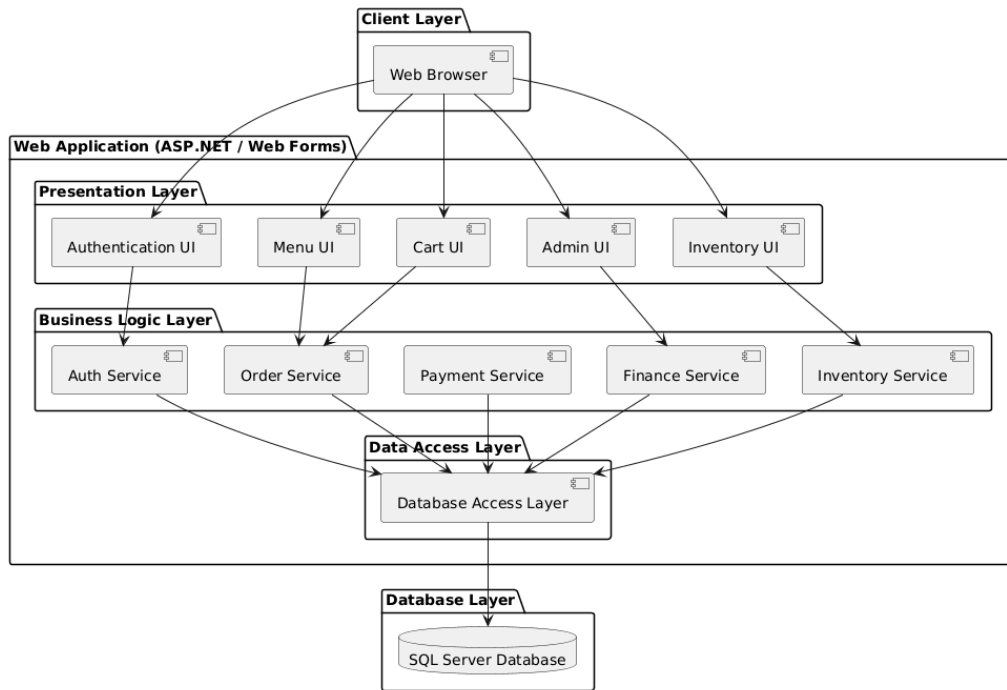 Client Layer
Web Browser
Web Application (ASP.NET / Web Forms)
Presentation Layer
Authentication UI
Menu UI
Cart UI
Admin UI
Inventory UI
Business Logic Layer
Auth Service
Order Service
Payment Service
Finance Service
Inventory Service
Data Access Layer
Database Access Layer
Database Layer
SQL Server Database